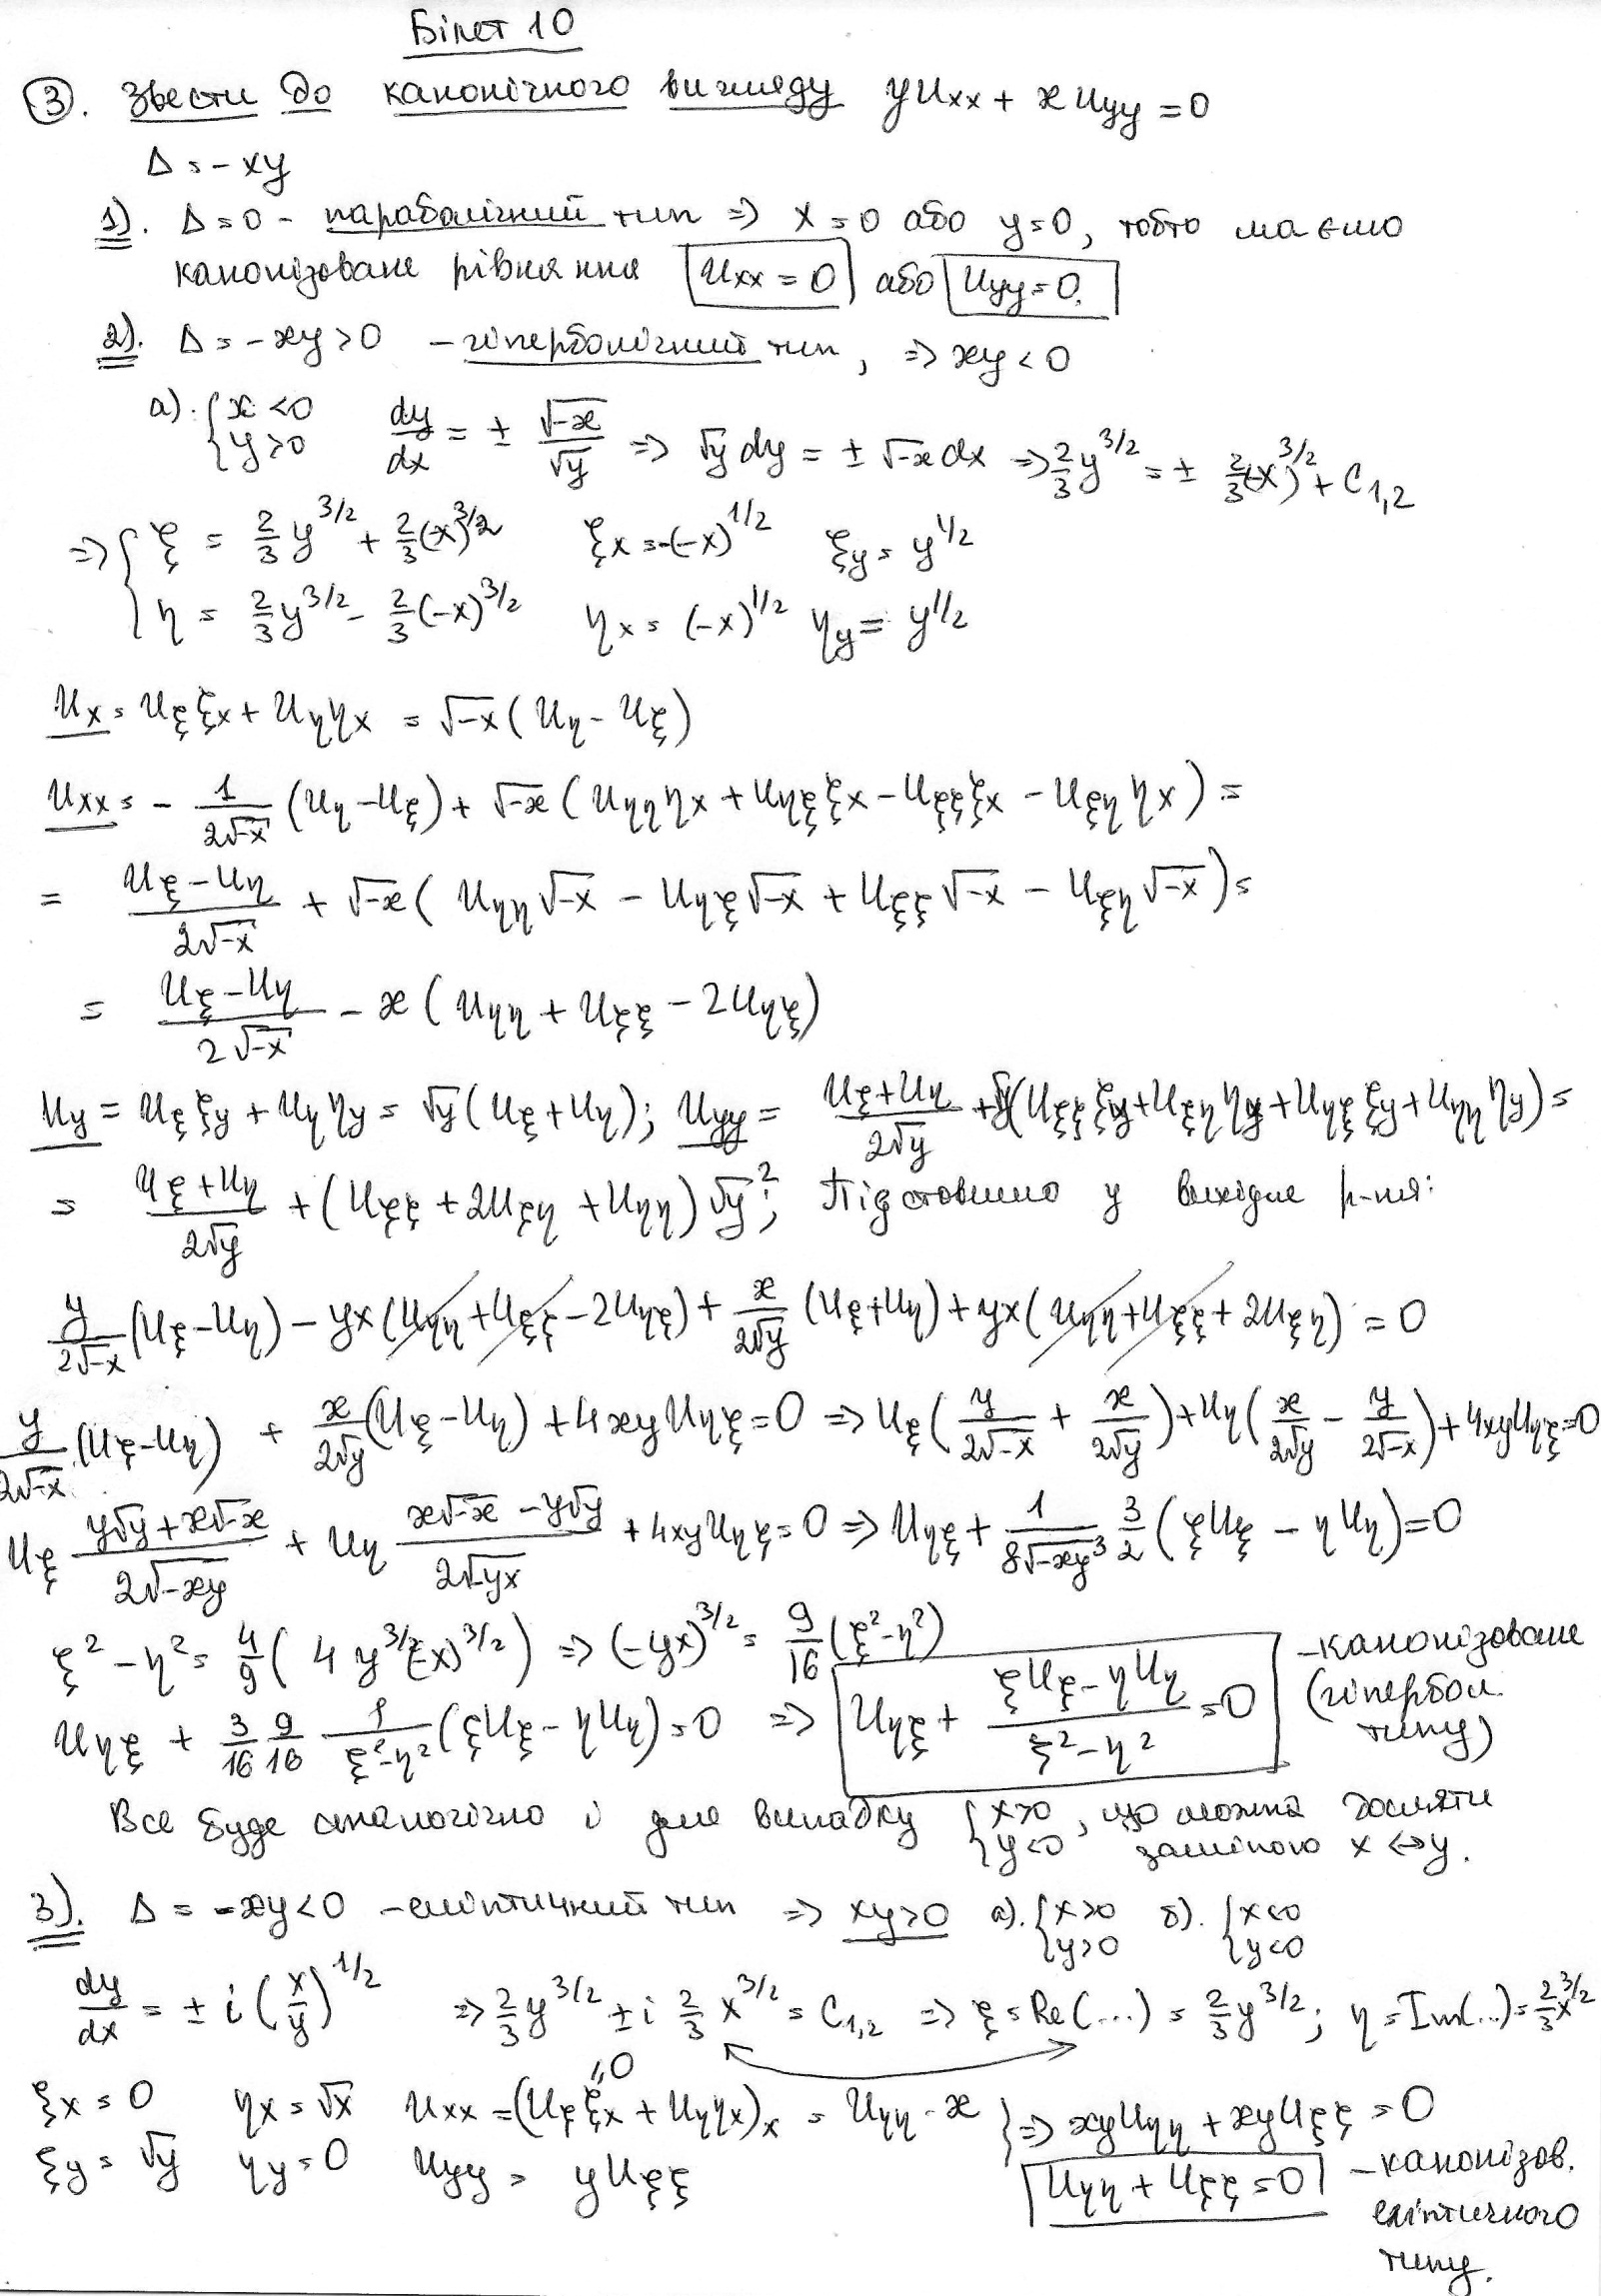 Білет 10
③. Звести до канонічного вигляду yUxx + xUyy = 0
Δ = -xy
1). Δ = 0 - параболічний тип ⇒ x = 0 або y = 0, тобто маємо
канонізоване рівняння Uxx = 0 або Uyy = 0.
2). Δ = -xy > 0 - гіперболічний тип, ⇒ xy < 0
а). { x < 0 y > 0 dy/dx = ± √-x/√y ⇒ √y dy = ± √-x dx ⇒ 2/3 y^3/2 = ± 2/3 (-x)^3/2 + C1,2
⇒ { ξ = 2/3 y^3/2 + 2/3 (-x)^3/2 ξx = -(-x)^1/2 ξy = y^1/2
η = 2/3 y^3/2 - 2/3 (-x)^3/2 ηx = (-x)^1/2 ηy = y^1/2
Ux = Uξ ξx + Uη ηx = √-x (Uη - Uξ)
Uxx = - 1/2√-x (Uη - Uξ) + √-x (Uηη ηx + Uηξ ξx - Uξξ ξx - Uξη ηx) =
= Uξ - Uη/2√-x + √-x (Uηη √-x - Uηξ √-x + Uξξ √-x - Uξη √-x) =
= Uξ - Uη/2√-x - x (Uηη + Uξξ - 2Uηξ)
Uy = Uξ ξy + Uη ηy = √y (Uξ + Uη); Uyy = Uξ + Uη/2√y + √y (Uξξ ξy + Uξη ηy + Uηξ ξy + Uηη ηy) =
= Uξ + Uη/2√y + (Uξξ + 2Uξη + Uηη) √y²; Підставимо у вихідне р-ня:
y/2√-x (Uξ - Uη) - yx (Uηη + Uξξ - 2Uηξ) + x/2√y (Uξ + Uη) + yx (Uηη + Uξξ + 2Uξη) = 0
y/2√-x (Uξ - Uη) + x/2√y (Uξ - Uη) + 4xy Uηξ = 0 ⇒ Uξ (y/2√-x + x/2√y) + Uη (x/2√y - y/2√-x) + 4xy Uηξ = 0
Uξ y√y + x√-x/2√-xy + Uη x√-x - y√y/2√-yx + 4xy Uηξ = 0 ⇒ Uηξ + 1/8√-xy³ 3/2 (ξUξ - ηUη) = 0
ξ² - η² = 4/9 (4 y^3/2 (-x)^3/2) ⇒ (-yx)^3/2 = 9/16 (ξ² - η²)
Uηξ + 3/16 9/16 1/ξ² - η² (ξUξ - ηUη) = 0 ⇒ Uηξ + ξUξ - ηUη/ξ² - η² = 0 - канонізоване (гіпербол. типу)
Все буде аналогічно і для випадку { x > 0 y < 0, що можна досягти заміною x ↔ y.
3). Δ = -xy < 0 - еліптичний тип ⇒ xy > 0 а). { x > 0 y > 0 б). { x < 0 y < 0
dy/dx = ± i (x/y)^1/2 ⇒ 2/3 y^3/2 ± i 2/3 x^3/2 = C1,2 ⇒ ξ = Re(...) = 2/3 y^3/2; η = Im(...) = 2/3 x^3/2
ξx = 0 ηx = √x Uxx = (Uξ ξx + Uη ηx)x = Uηη · x } ⇒ xyUηη + xyUξξ = 0
ξy = √y ηy = 0 Uyy = yUξξ Uηη + Uξξ = 0 - канонізов. еліптичного типу.